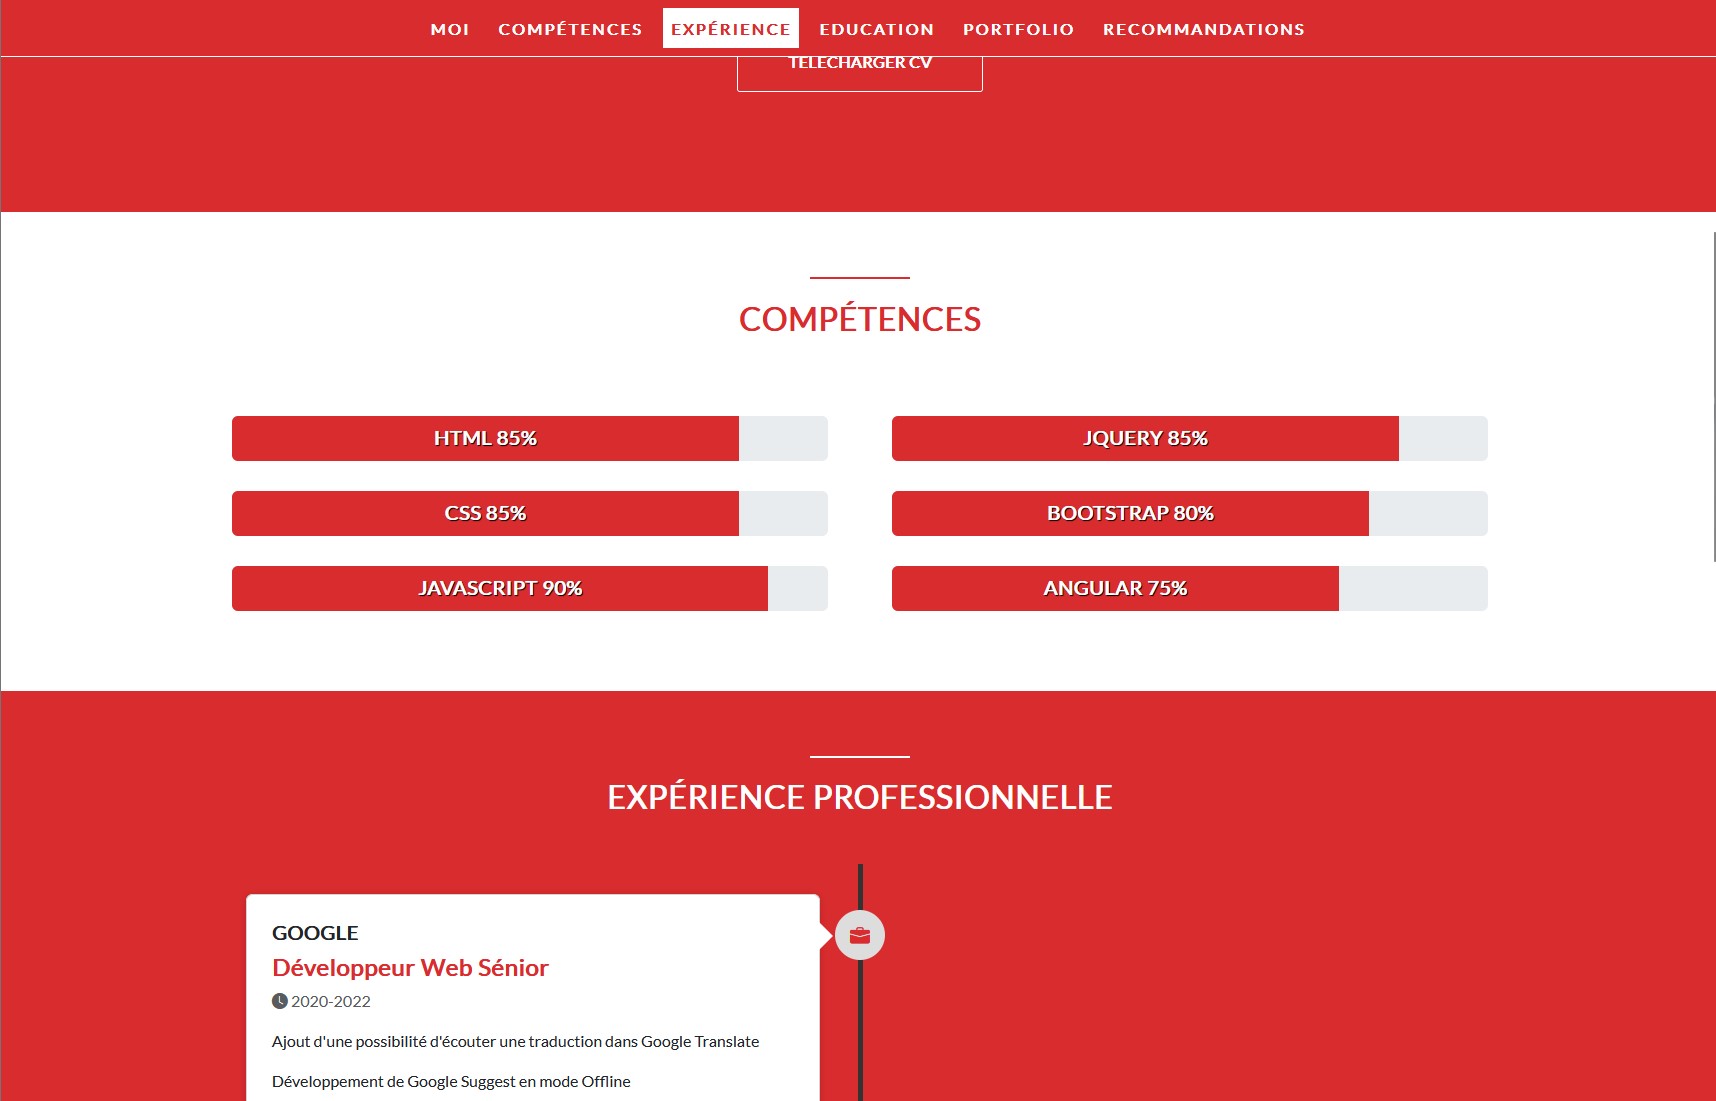 MOI COMPÉTENCES EXPÉRIENCE EDUCATION PORTFOLIO RECOMMANDATIONS
TELECHARGER CV
COMPÉTENCES
HTML 85%
JQUERY 85%
CSS 85%
BOOTSTRAP 80%
JAVASCRIPT 90%
ANGULAR 75%
EXPÉRIENCE PROFESSIONNELLE
GOOGLE
Développeur Web Sénior
2020-2022
Ajout d'une possibilité d'écouter une traduction dans Google Translate
Développement de Google Suggest en mode Offline